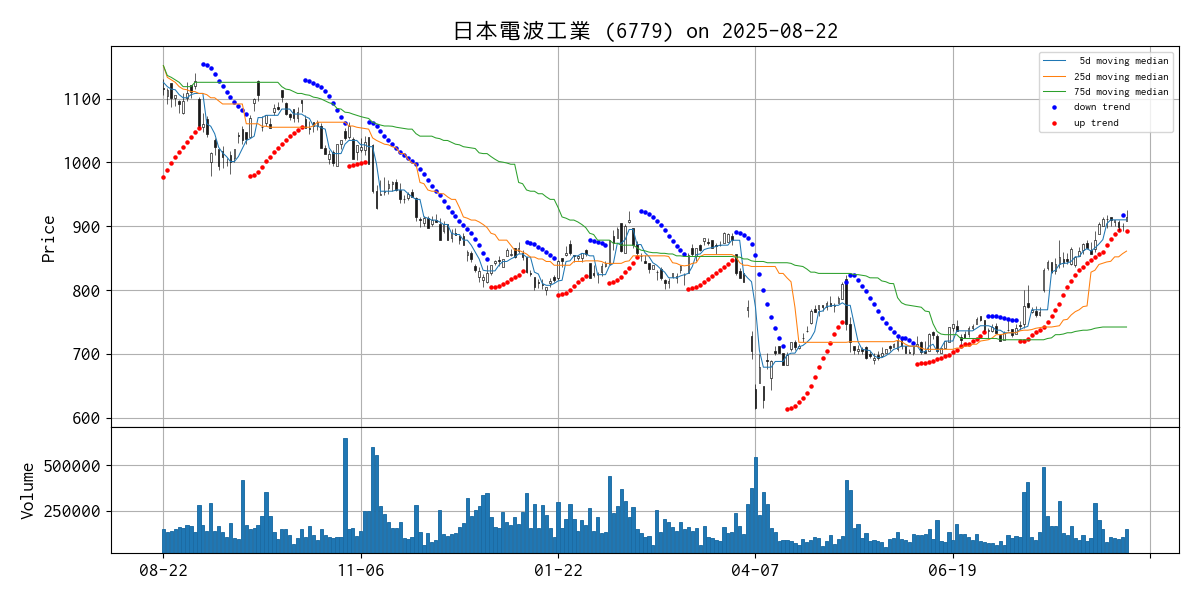 日本電波工業 (6779) on 2025-08-22
5d moving median
25d moving median
75d moving median
down trend
up trend
Price
1100
1000
900
800
700
600
Volume
500000
250000
08-22
11-06
01-22
04-07
06-19